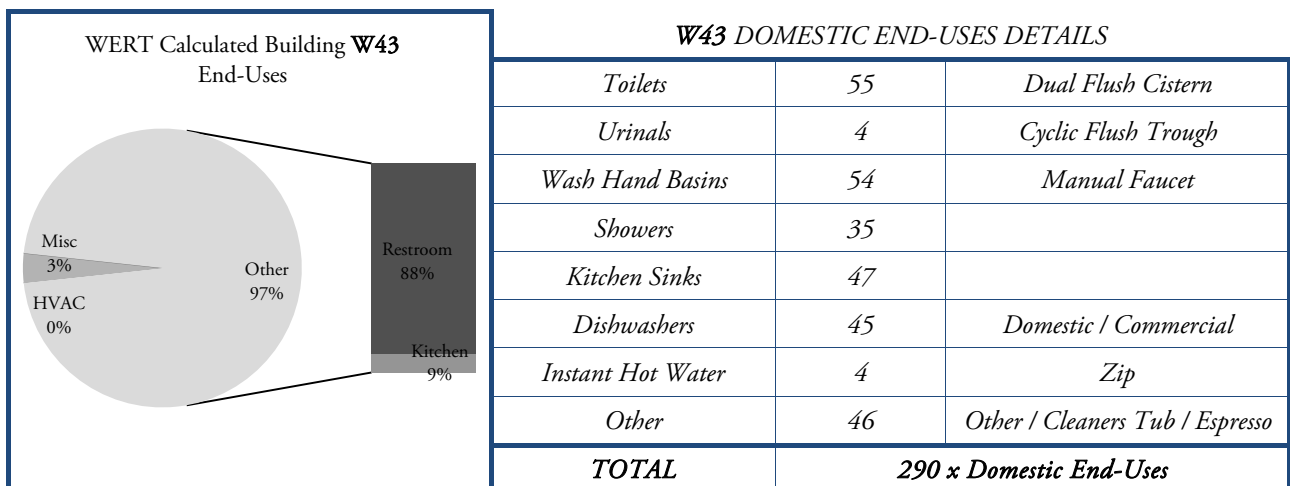 WERT Calculated Building W43
End-Uses
Misc
3%
HVAC
0%
Other
97%
Restroom
88%
Kitchen
9%
W43 DOMESTIC END-USES DETAILS
Toilets 55 Dual Flush Cistern
Urinals 4 Cyclic Flush Trough
Wash Hand Basins 54 Manual Faucet
Showers 35
Kitchen Sinks 47
Dishwashers 45 Domestic / Commercial
Instant Hot Water 4 Zip
Other 46 Other / Cleaners Tub / Espresso
TOTAL 290 x Domestic End-Uses